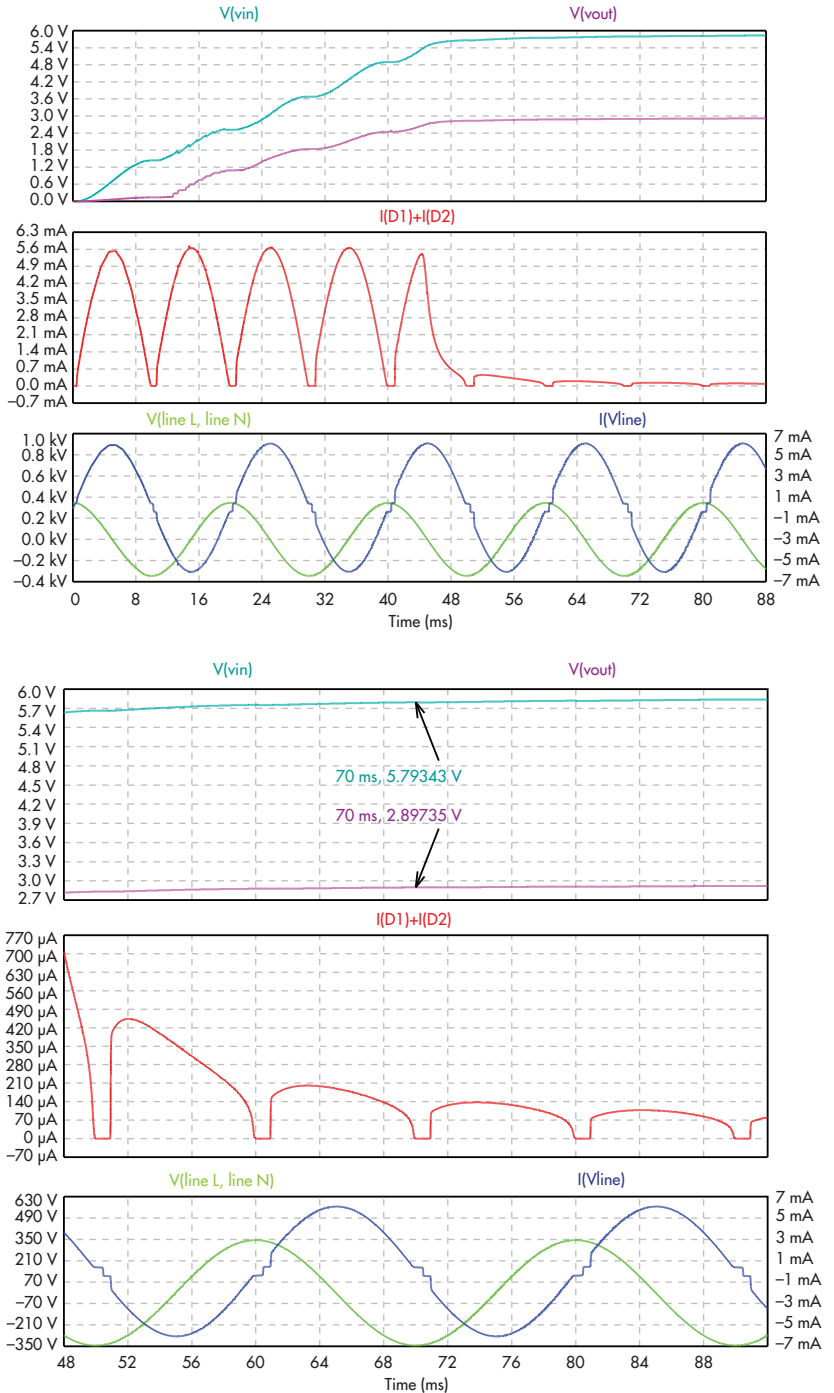 V(vin) V(vout)
6.0 V
5.4 V
4.8 V
4.2 V
3.6 V
3.0 V
2.4 V
1.8 V
1.2 V
0.6 V
0.0 V
I(D1)+I(D2)
6.3 mA
5.6 mA
4.9 mA
4.2 mA
3.5 mA
2.8 mA
2.1 mA
1.4 mA
0.7 mA
0.0 mA
–0.7 mA
V(line L, line N) I(Vline)
1.0 kV
0.8 kV
0.6 kV
0.4 kV
0.2 kV
0.0 kV
–0.2 kV
–0.4 kV
7 mA
5 mA
3 mA
1 mA
–1 mA
–3 mA
–5 mA
–7 mA
0 8 16 24 32 40 48 56 64 72 80 88
Time (ms)
V(vin) V(vout)
6.0 V
5.7 V
5.4 V
5.1 V
4.8 V
4.5 V
4.2 V
3.9 V
3.6 V
3.3 V
3.0 V
2.7 V
70 ms, 5.79343 V
70 ms, 2.89735 V
I(D1)+I(D2)
770 µA
700 µA
630 µA
560 µA
490 µA
420 µA
350 µA
280 µA
210 µA
140 µA
70 µA
0 µA
–70 µA
V(line L, line N) I(Vline)
630 V
490 V
350 V
210 V
70 V
–70 V
–210 V
–350 V
7 mA
5 mA
3 mA
1 mA
–1 mA
–3 mA
–5 mA
–7 mA
48 52 56 60 64 68 72 76 80 84 88
Time (ms)